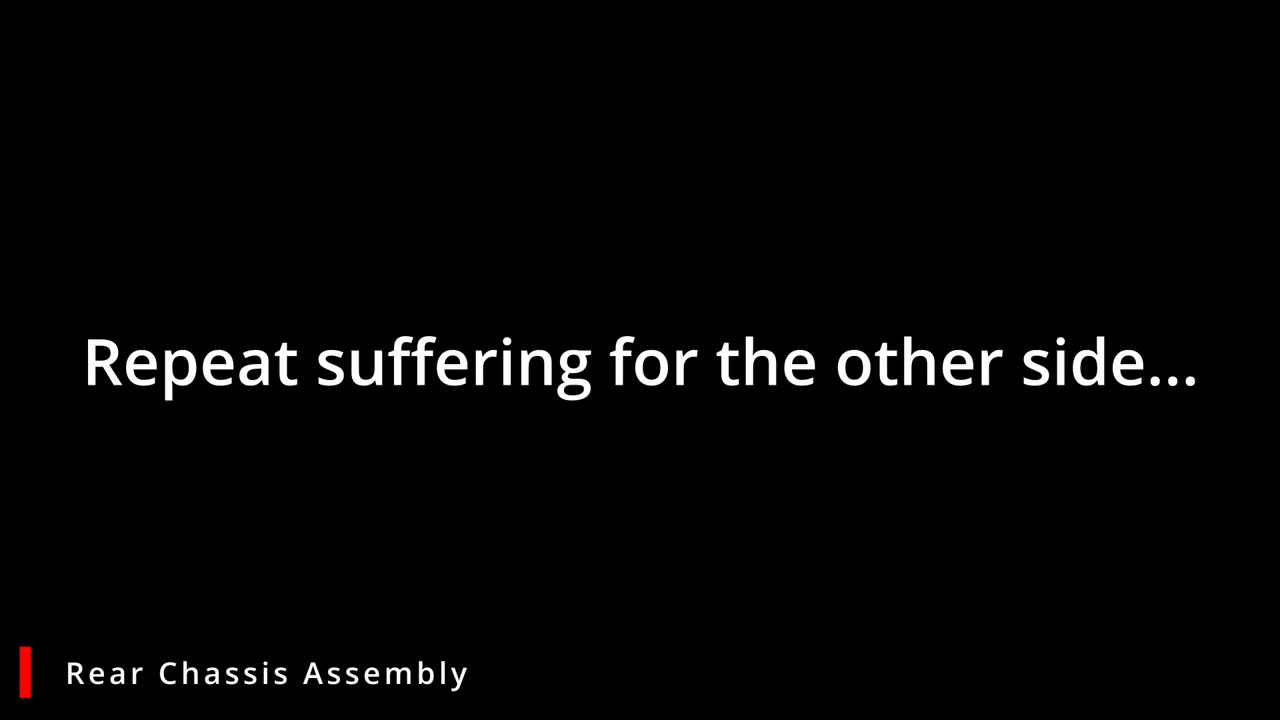 Repeat suffering for the other side...
Rear Chassis Assembly